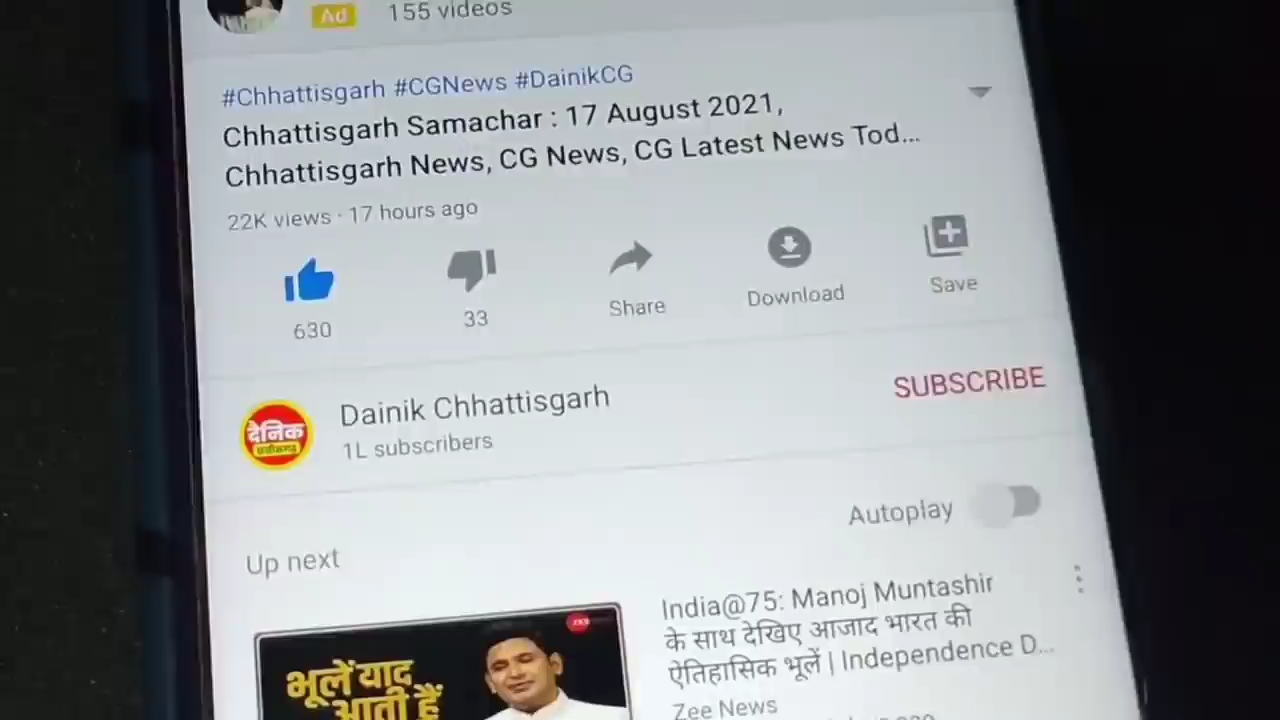 Ad 155 videos
#Chhattisgarh #CGNews #DainikCG
Chhattisgarh Samachar : 17 August 2021,
Chhattisgarh News, CG News, CG Latest News Tod...
22K views · 17 hours ago
630
33
Share
Download
Save
दैनिक
छत्तीसगढ़
Dainik Chhattisgarh
1L subscribers
SUBSCRIBE
Autoplay
Up next
India@75: Manoj Muntashir
के साथ देखिए आजाद भारत की
ऐतिहासिक भूलें | Independence D...
Zee News
भूलें याद
आती हैं